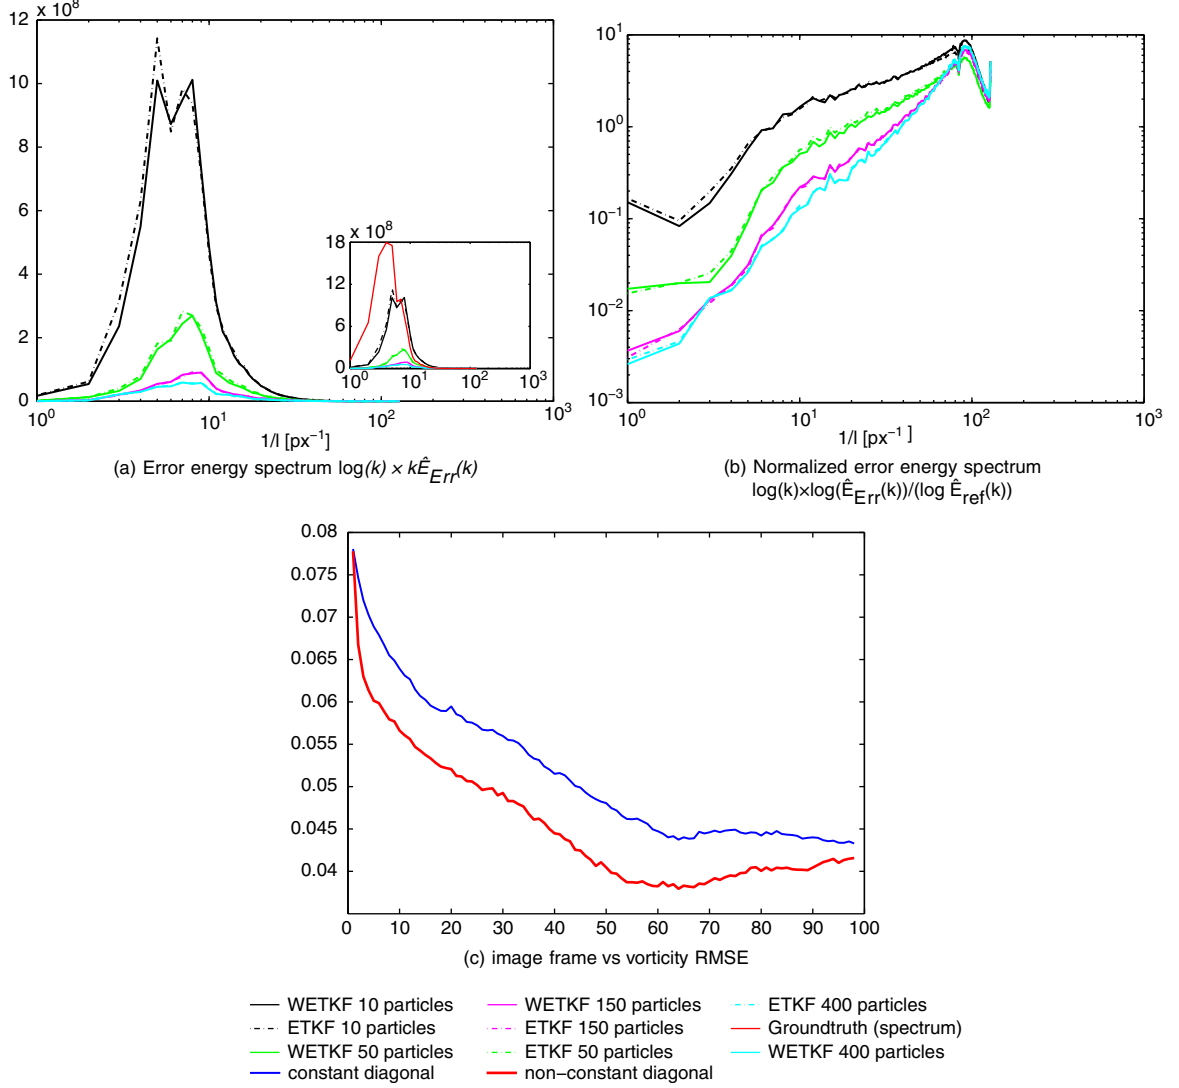 x 10^8
12
10
8
6
4
2
0
10^0
10^1
10^2
10^3
1/l [px^-1]
x 10^8
18
12
6
0
10^0
10^1
10^2
10^3
(a) Error energy spectrum log(k) × kÊ_Err(k)
10^1
10^0
10^-1
10^-2
10^-3
10^0
10^1
10^2
10^3
1/l [px^-1]
(b) Normalized error energy spectrum
log(k)×log(Ê_Err(k))/(log Ê_ref(k))
0.08
0.075
0.07
0.065
0.06
0.055
0.05
0.045
0.04
0 10 20 30 40 50 60 70 80 90 100
(c) image frame vs vorticity RMSE
WETKF 10 particles
ETKF 10 particles
WETKF 50 particles
constant diagonal
WETKF 150 particles
ETKF 150 particles
ETKF 50 particles
non-constant diagonal
ETKF 400 particles
Groundtruth (spectrum)
WETKF 400 particles